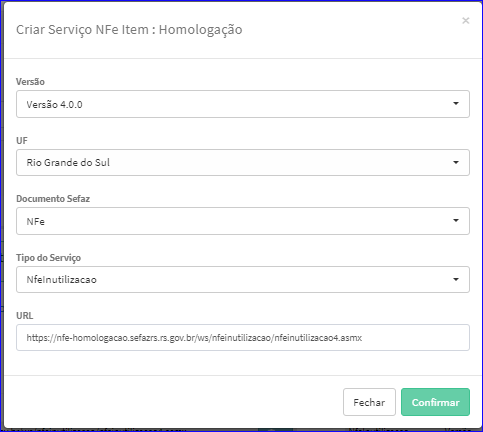 Criar Serviço NFe Item : Homologação
×
Versão
Versão 4.0.0
UF
Rio Grande do Sul
Documento Sefaz
NFe
Tipo do Serviço
NfeInutilizacao
URL
https://nfe-homologacao.sefazrs.rs.gov.br/ws/nfeinutilizacao/nfeinutilizacao4.asmx
Fechar
Confirmar